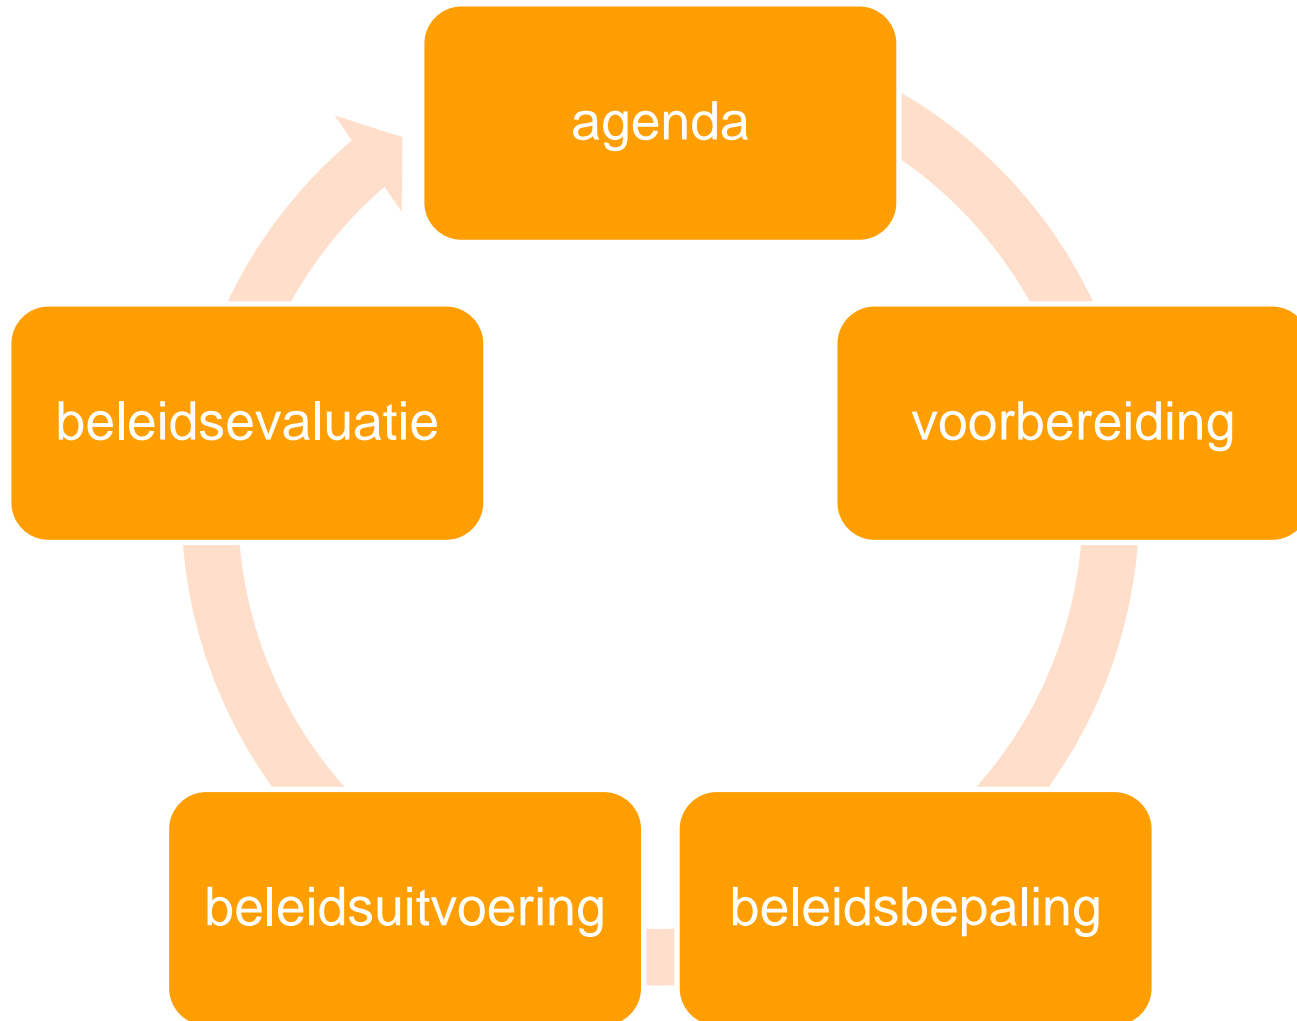 agenda
voorbereiding
beleidsbepaling
beleidsuitvoering
beleidsevaluatie